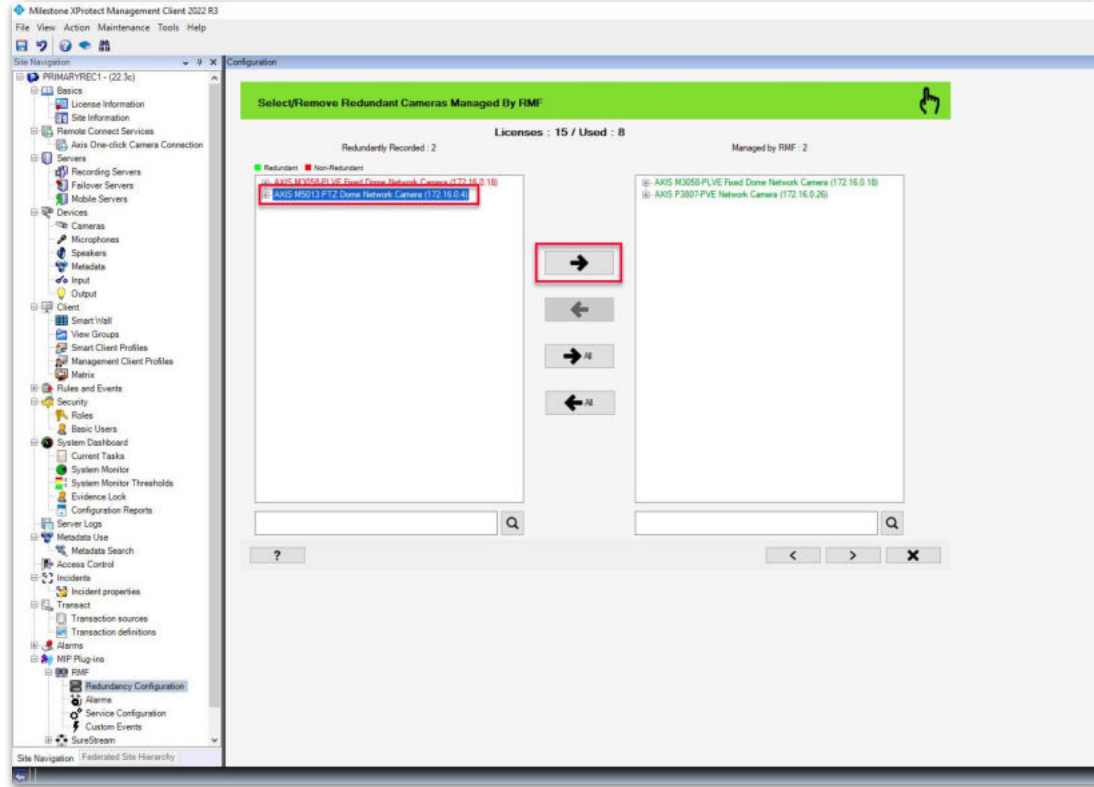 Milestone XProtect Management Client 2022 R3
File View Action Maintenance Tools Help
Site Navigation
Configuration
PRIMARYREC1 - (22.3c)
Basics
License Information
Site Information
Remote Connect Services
Axis One-click Camera Connection
Servers
Recording Servers
Failover Servers
Mobile Servers
Devices
Cameras
Microphones
Speakers
Metadata
Input
Output
Client
Smart Wall
View Groups
Smart Client Profiles
Management Client Profiles
Matrix
Rules and Events
Security
Roles
Basic Users
System Dashboard
Current Tasks
System Monitor
System Monitor Thresholds
Evidence Lock
Configuration Reports
Server Logs
Metadata Use
Metadata Search
Access Control
Incidents
Incident properties
Transact
Transaction sources
Transaction definitions
Alarms
MIP Plug-ins
RMF
Redundancy Configuration
Alarms
Service Configuration
Custom Events
SureStream
Site Navigation Federated Site Hierarchy
Select/Remove Redundant Cameras Managed By RMF
Licenses : 15 / Used : 8
Redundantly Recorded : 2
Managed by RMF : 2
Redundant Non-Redundant
AXIS M3058-PLVE Fixed Dome Network Camera (172.16.0.18)
AXIS M5013 PTZ Dome Network Camera (172.16.0.4)
AXIS M3058-PLVE Fixed Dome Network Camera (172.16.0.18)
AXIS P3807-PVE Network Camera (172.16.0.26)
All
All
?